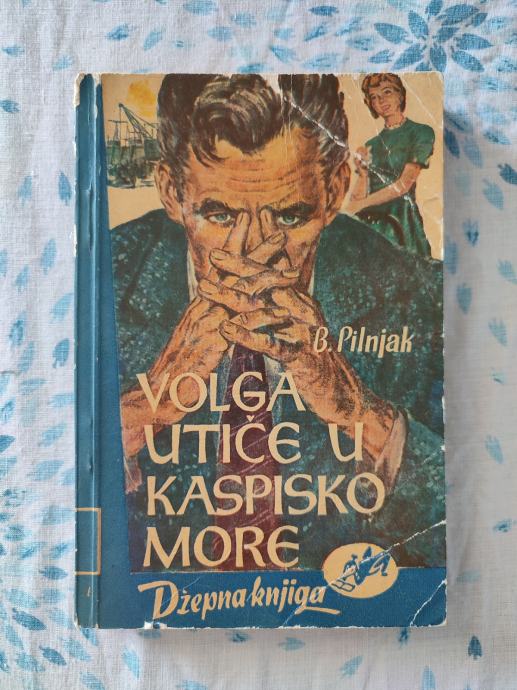 B. Pilnjak
VOLGA
UTIČE U
KASPISKO
MORE
Džepna knjiga